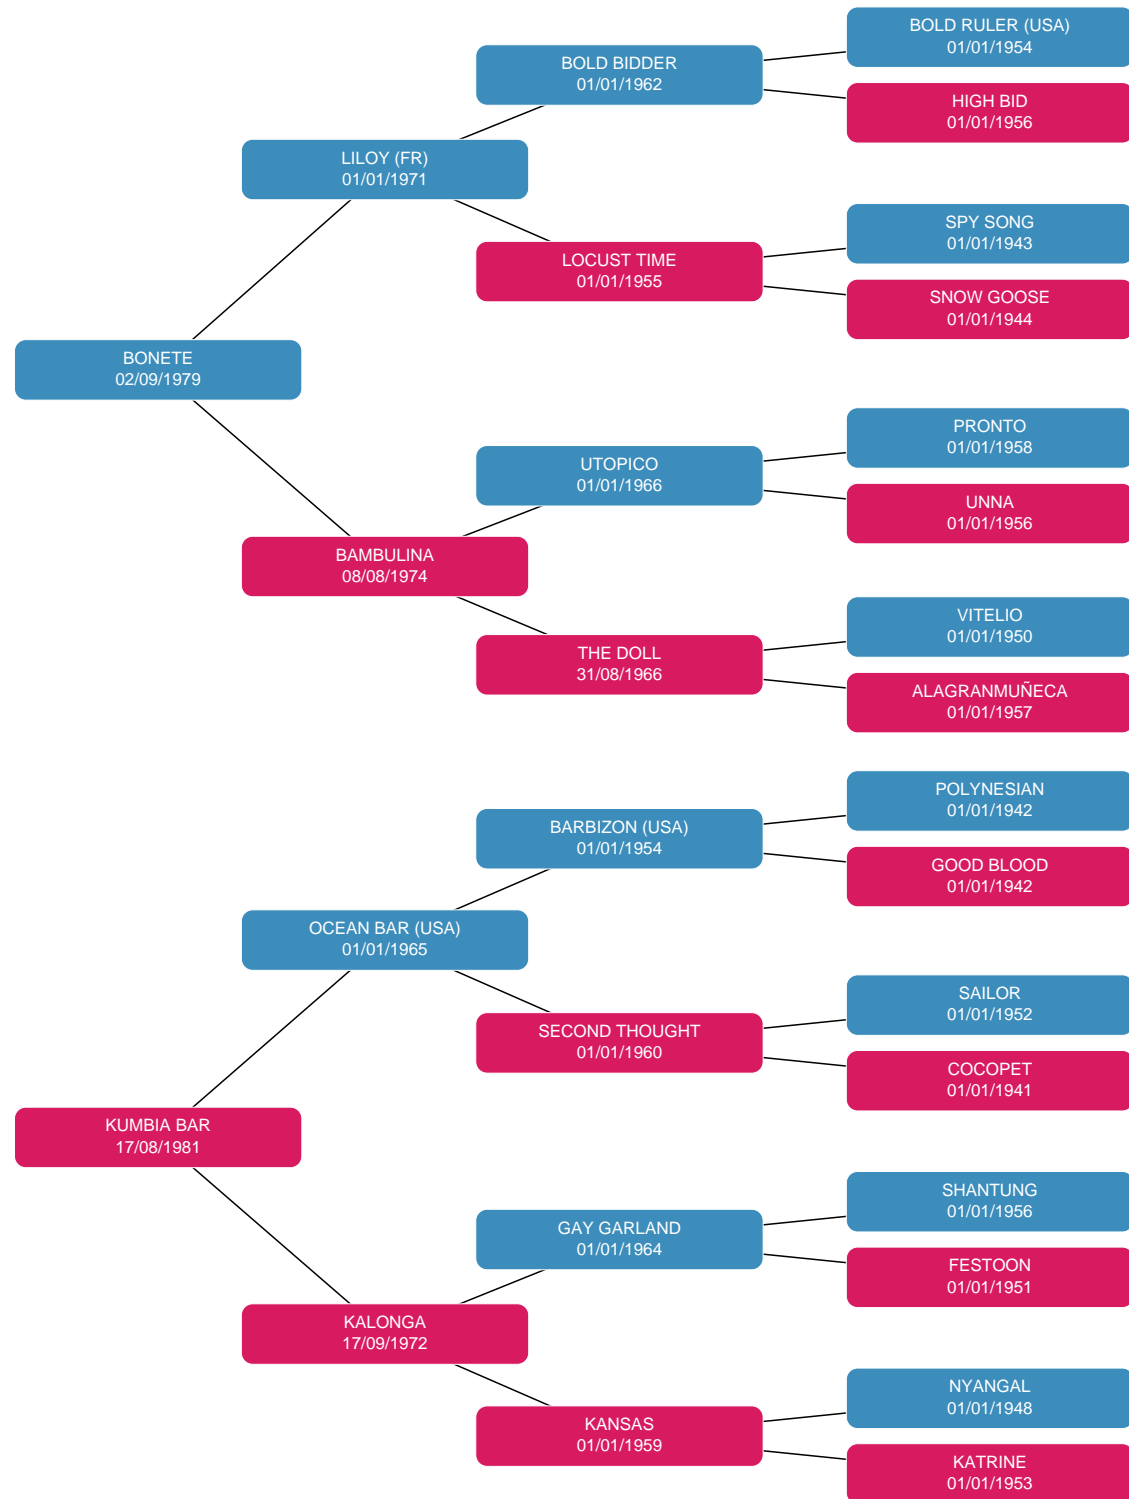 BOLD RULER (USA)
01/01/1954
BOLD BIDDER
01/01/1962
HIGH BID
01/01/1956
LILOY (FR)
01/01/1971
SPY SONG
01/01/1943
LOCUST TIME
01/01/1955
SNOW GOOSE
01/01/1944
BONETE
02/09/1979
PRONTO
01/01/1958
UTOPICO
01/01/1966
UNNA
01/01/1956
BAMBULINA
08/08/1974
VITELIO
01/01/1950
THE DOLL
31/08/1966
ALAGRANMUÑECA
01/01/1957
POLYNESIAN
01/01/1942
BARBIZON (USA)
01/01/1954
GOOD BLOOD
01/01/1942
OCEAN BAR (USA)
01/01/1965
SAILOR
01/01/1952
SECOND THOUGHT
01/01/1960
COCOPET
01/01/1941
KUMBIA BAR
17/08/1981
SHANTUNG
01/01/1956
GAY GARLAND
01/01/1964
FESTOON
01/01/1951
KALONGA
17/09/1972
NYANGAL
01/01/1948
KANSAS
01/01/1959
KATRINE
01/01/1953